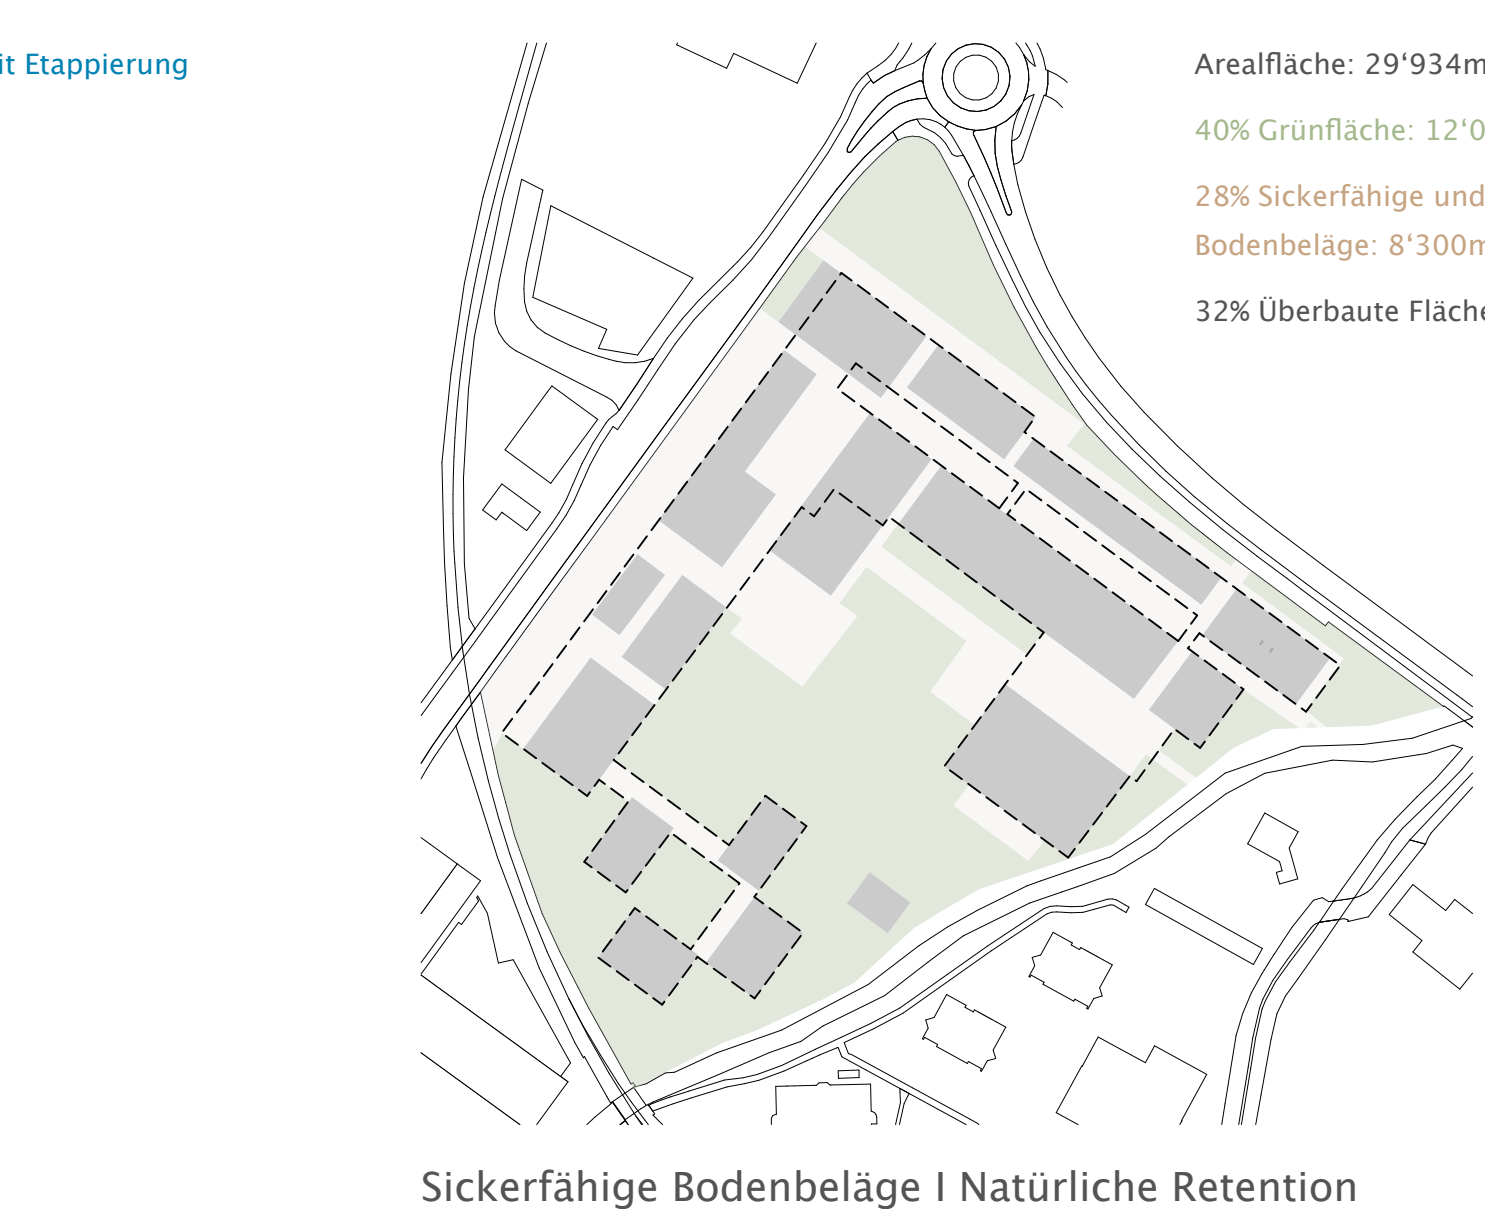 it Etappierung
Arealfläche: 29‘934m
40% Grünfläche: 12‘0
28% Sickerfähige und
Bodenbeläge: 8‘300m
32% Überbaute Fläche
Sickerfähige Bodenbeläge I Natürliche Retention